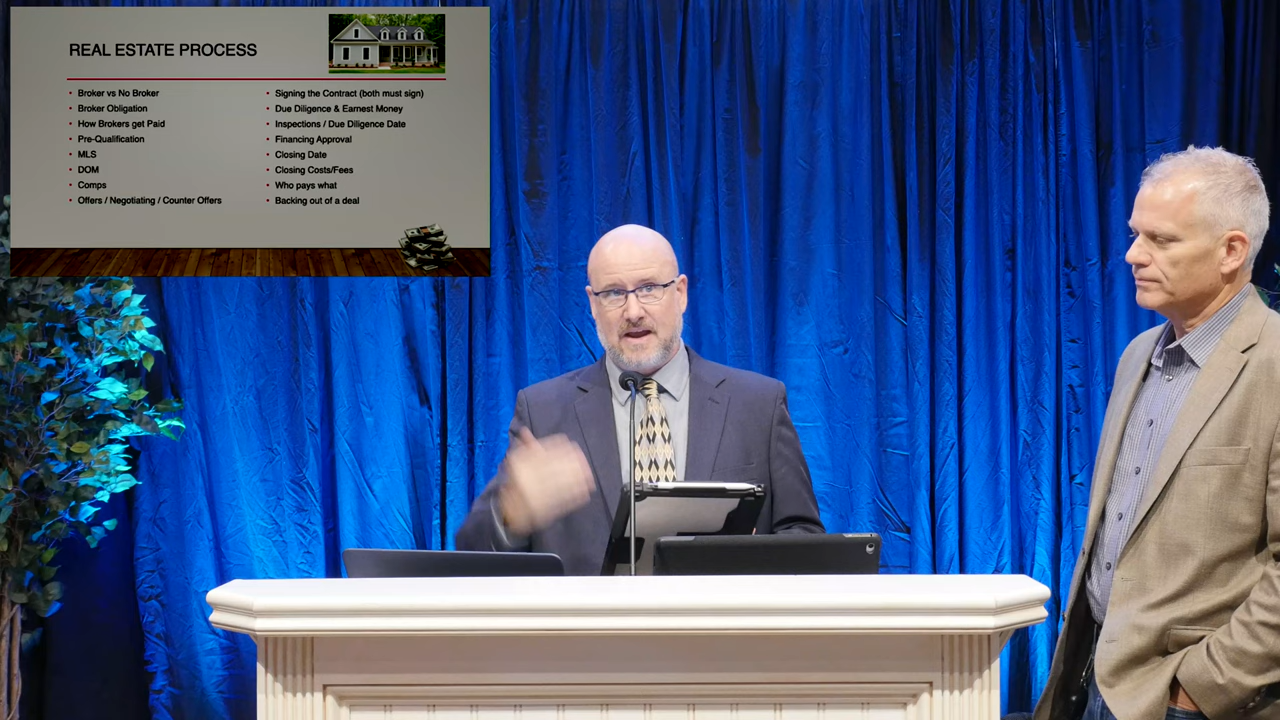 REAL ESTATE PROCESS
• Broker vs No Broker
• Broker Obligation
• How Brokers get Paid
• Pre-Qualification
• MLS
• DOM
• Comps
• Offers / Negotiating / Counter Offers
• Signing the Contract (both must sign)
• Due Diligence & Earnest Money
• Inspections / Due Diligence Date
• Financing Approval
• Closing Date
• Closing Costs/Fees
• Who pays what
• Backing out of a deal